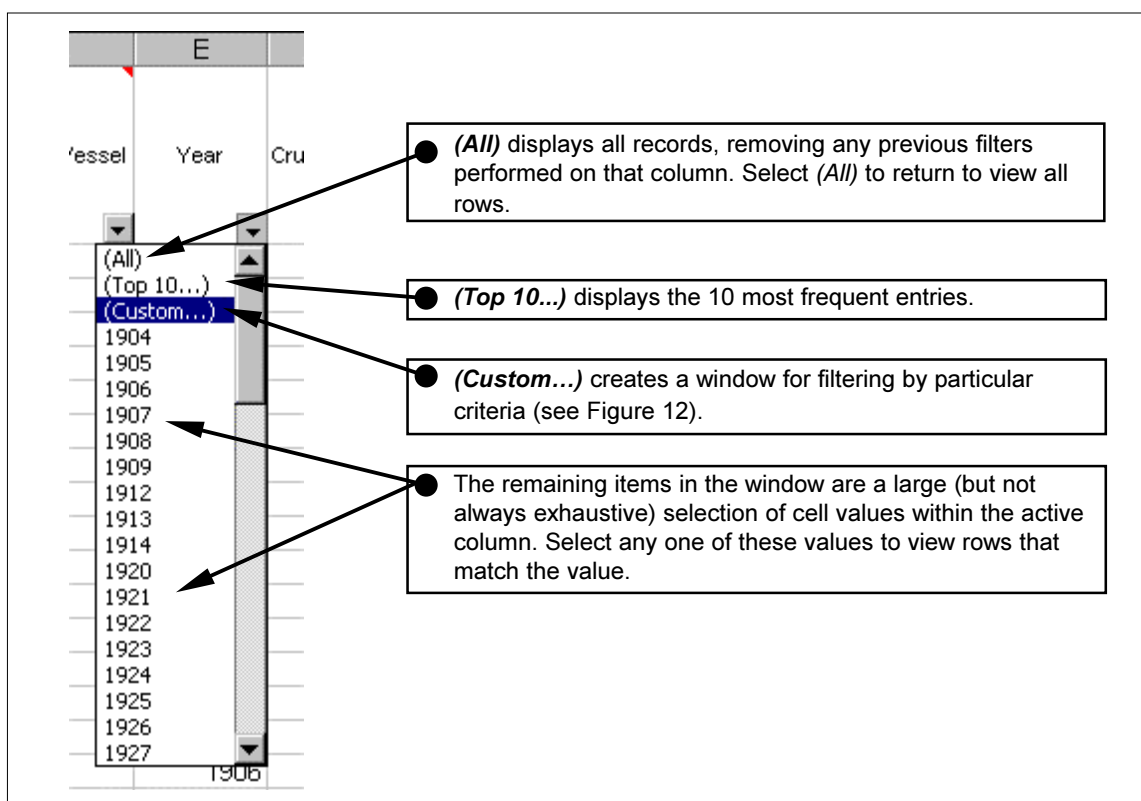 E
'essel Year Cru
(All)
(Top 10...)
(Custom...)
1904
1905
1906
1907
1908
1909
1912
1913
1914
1920
1921
1922
1923
1924
1925
1926
1927
1906
(All) displays all records, removing any previous filters
performed on that column. Select (All) to return to view all
rows.
(Top 10...) displays the 10 most frequent entries.
(Custom…) creates a window for filtering by particular
criteria (see Figure 12).
The remaining items in the window are a large (but not
always exhaustive) selection of cell values within the active
column. Select any one of these values to view rows that
match the value.